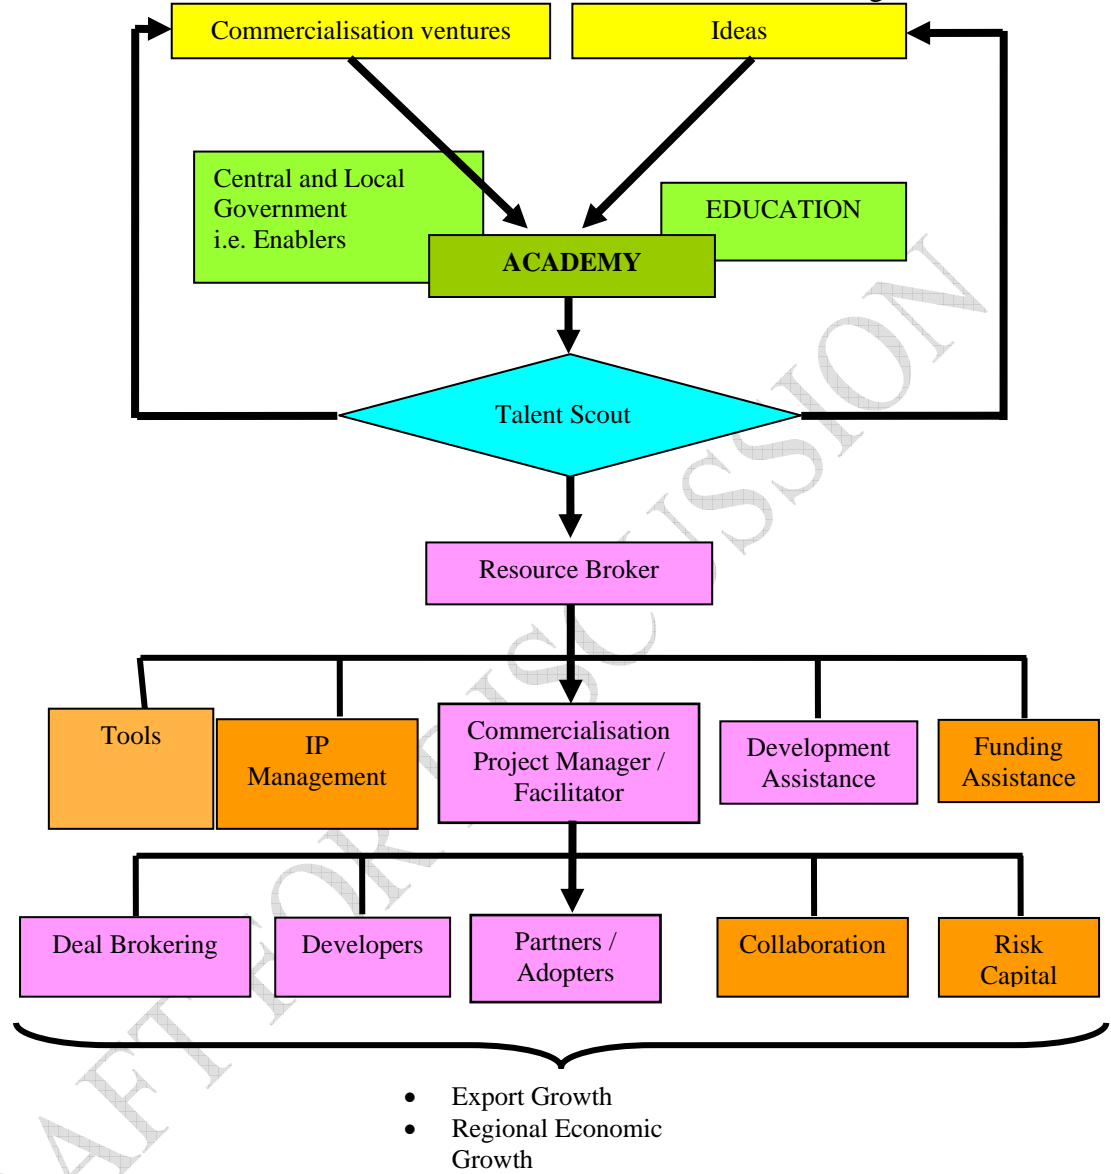 Commercialisation ventures
Ideas
Central and Local
Government
i.e. Enablers
EDUCATION
ACADEMY
Talent Scout
Resource Broker
Tools
IP
Management
Commercialisation
Project Manager /
Facilitator
Development
Assistance
Funding
Assistance
Deal Brokering
Developers
Partners /
Adopters
Collaboration
Risk
Capital
• Export Growth
• Regional Economic
Growth